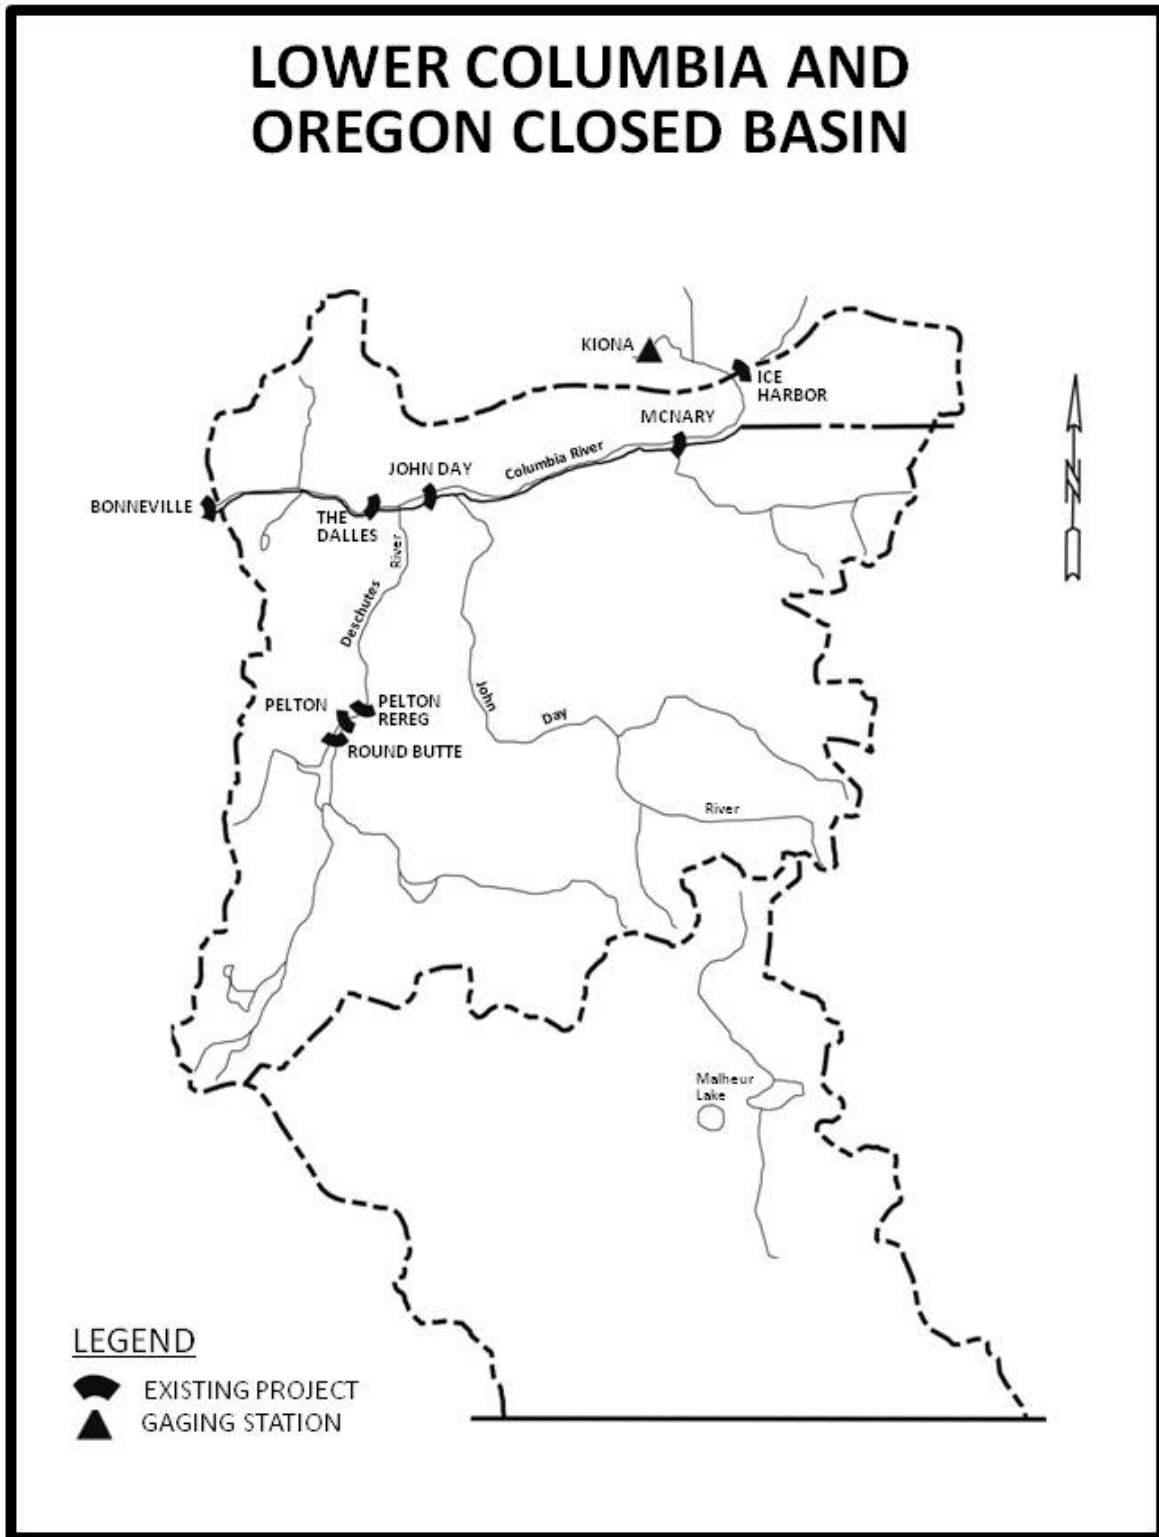 LOWER COLUMBIA AND
OREGON CLOSED BASIN
KIONA
ICE
HARBOR
MCNARY
Columbia River
JOHN DAY
BONNEVILLE
THE
DALLES
Deschutes River
N
PELTON
PELTON
REREG
ROUND BUTTE
John Day River
Malheur
Lake
LEGEND
EXISTING PROJECT
GAGING STATION